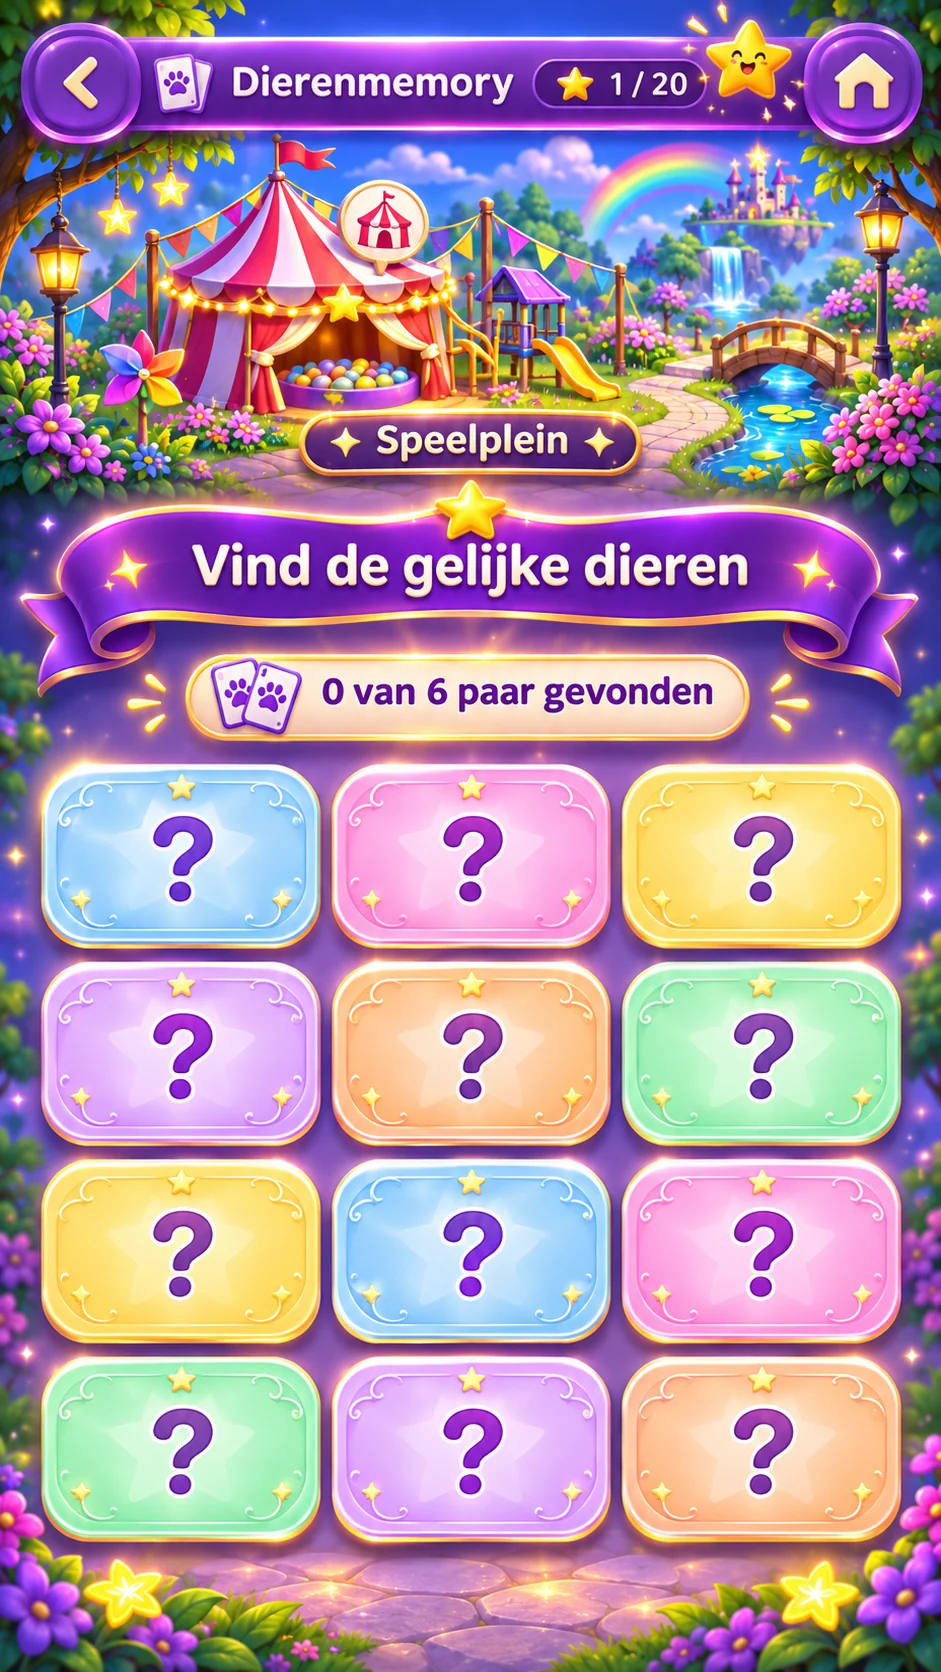 Dierenmemory 1 / 20
Speelplein
Vind de gelijke dieren
0 van 6 paar gevonden
? ? ?
? ? ?
? ? ?
? ? ?